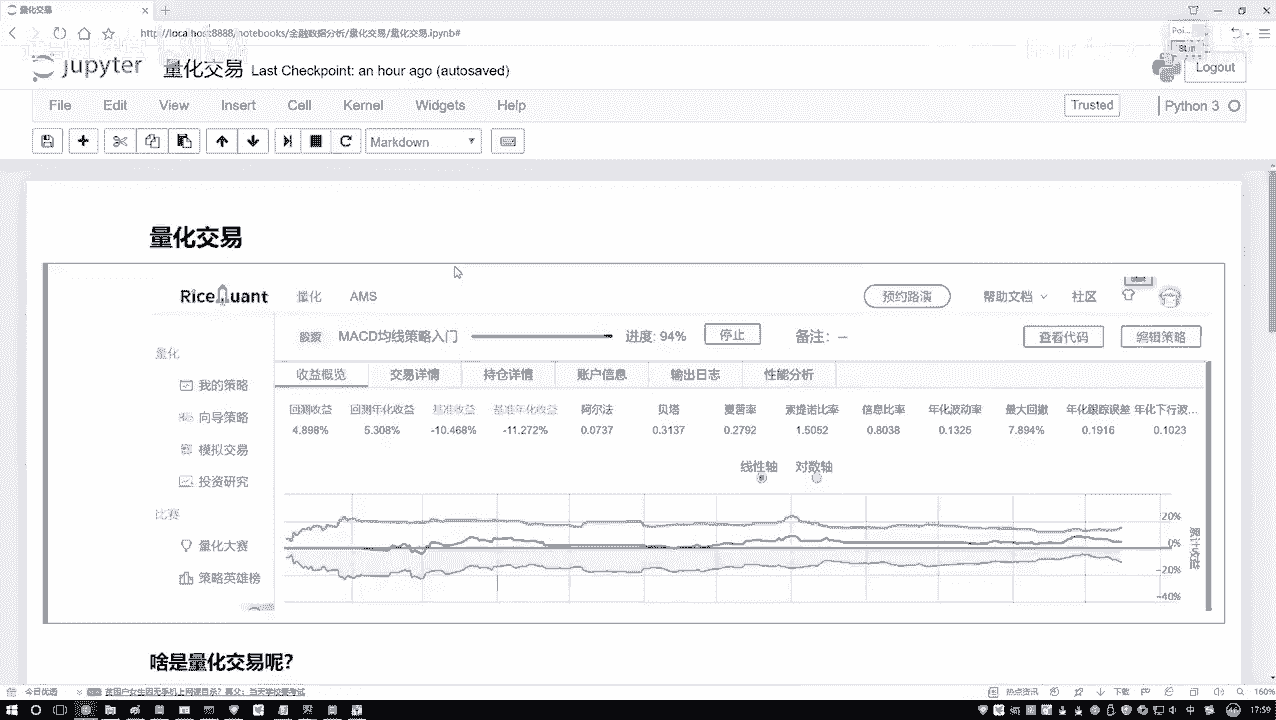 量化交易
http://localhost:8888/notebooks/金融数据分析/量化交易/量化交易.ipynb#
jupyter 量化交易 Last Checkpoint: an hour ago (autosaved)
Logout
File Edit View Insert Cell Kernel Widgets Help
Trusted
Python 3
Markdown
量化交易
RiceQuant 量化 AMS 预约路演 帮助文档 社区
股票 MACD均线策略入门 进度: 94% 停止 备注: -- 查看代码 编辑策略
量化
我的策略
向导策略
模拟交易
投资研究
比赛
量化大赛
策略英雄榜
收益概览 交易详情 持仓详情 账户信息 输出日志 性能分析
回测收益 回测年化收益 基准收益 基准年化收益 阿尔法 贝塔 夏普率 索提诺比率 信息比率 年化波动率 最大回撤 年化跟踪误差 年化下行波...
4.898% 5.308% -10.468% -11.272% 0.0737 0.3137 0.2792 1.5052 0.8038 0.1325 7.894% 0.1916 0.1023
线性轴 对数轴
20%
0%
-20%
-40%
累计收益
啥是量化交易呢?
今日优选
热点资讯
下载
160%
中
17:59